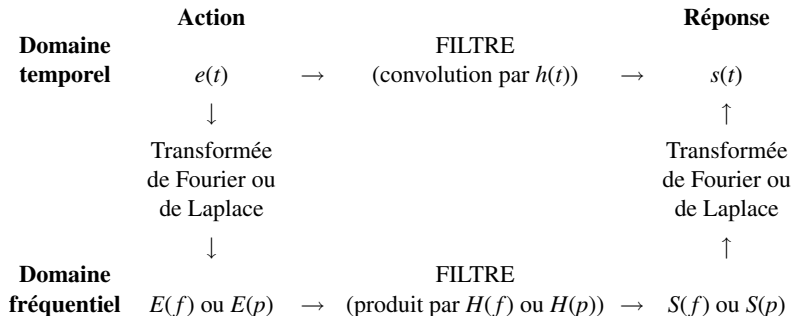 Action Réponse
Domaine FILTRE
temporel e(t) → (convolution par h(t)) → s(t)
↓ ↑
Transformée Transformée
de Fourier ou de Fourier ou
de Laplace de Laplace
↓ ↑
Domaine FILTRE
fréquentiel E(f) ou E(p) → (produit par H(f) ou H(p)) → S(f) ou S(p)